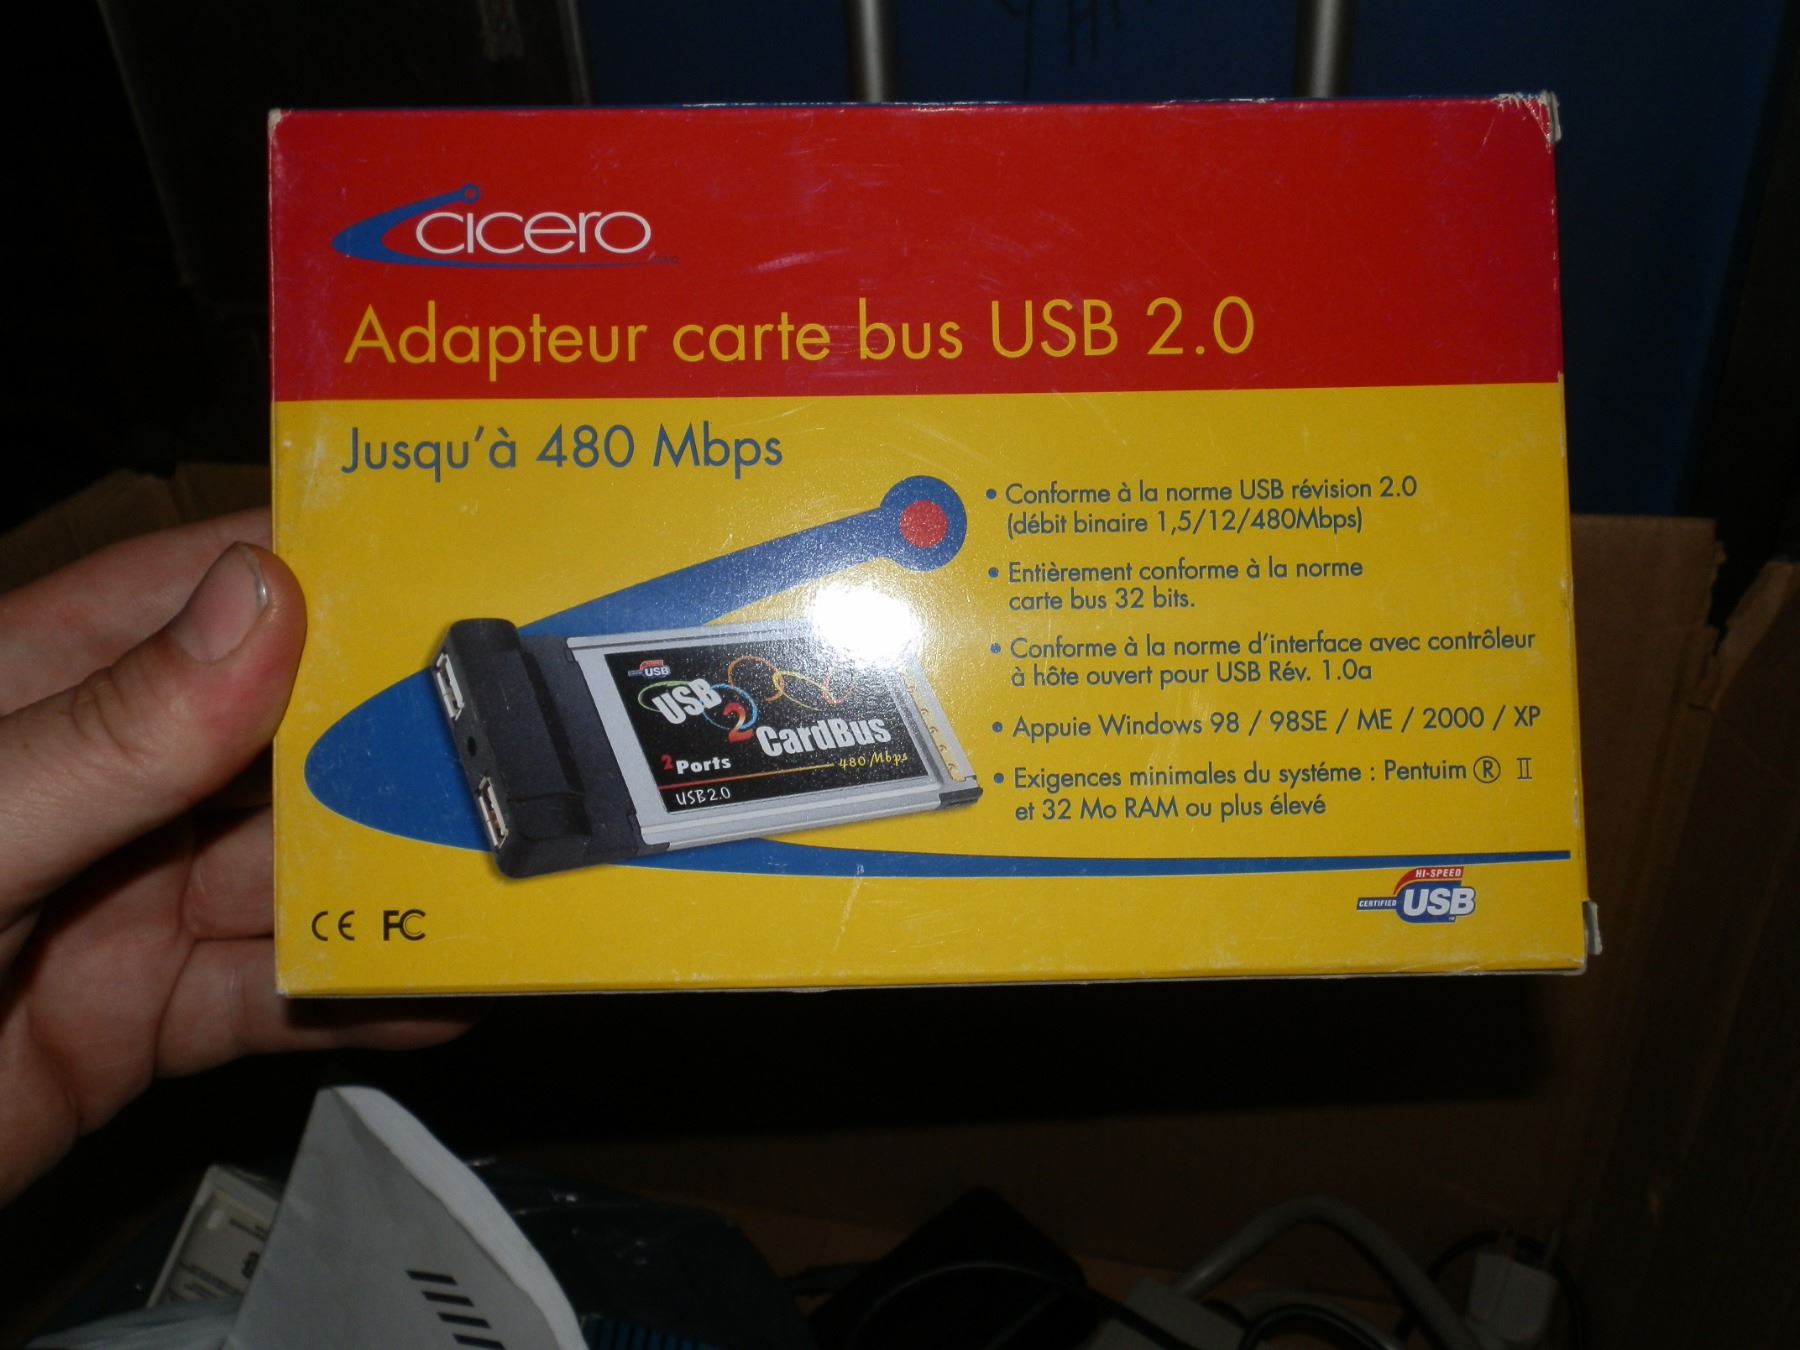 cicero
Adapteur carte bus USB 2.0
Jusqu'à 480 Mbps
• Conforme à la norme USB révision 2.0
(débit binaire 1,5/12/480Mbps)
• Entièrement conforme à la norme
carte bus 32 bits.
• Conforme à la norme d'interface avec contrôleur
à hôte ouvert pour USB Rév. 1.0a
• Appuie Windows 98 / 98SE / ME / 2000 / XP
• Exigences minimales du systéme : Pentuim ® II
et 32 Mo RAM ou plus élevé
USB
USB
2
CardBus
2 Ports
480 Mbps
USB 2.0
CE FC
HI-SPEED
CERTIFIED USB